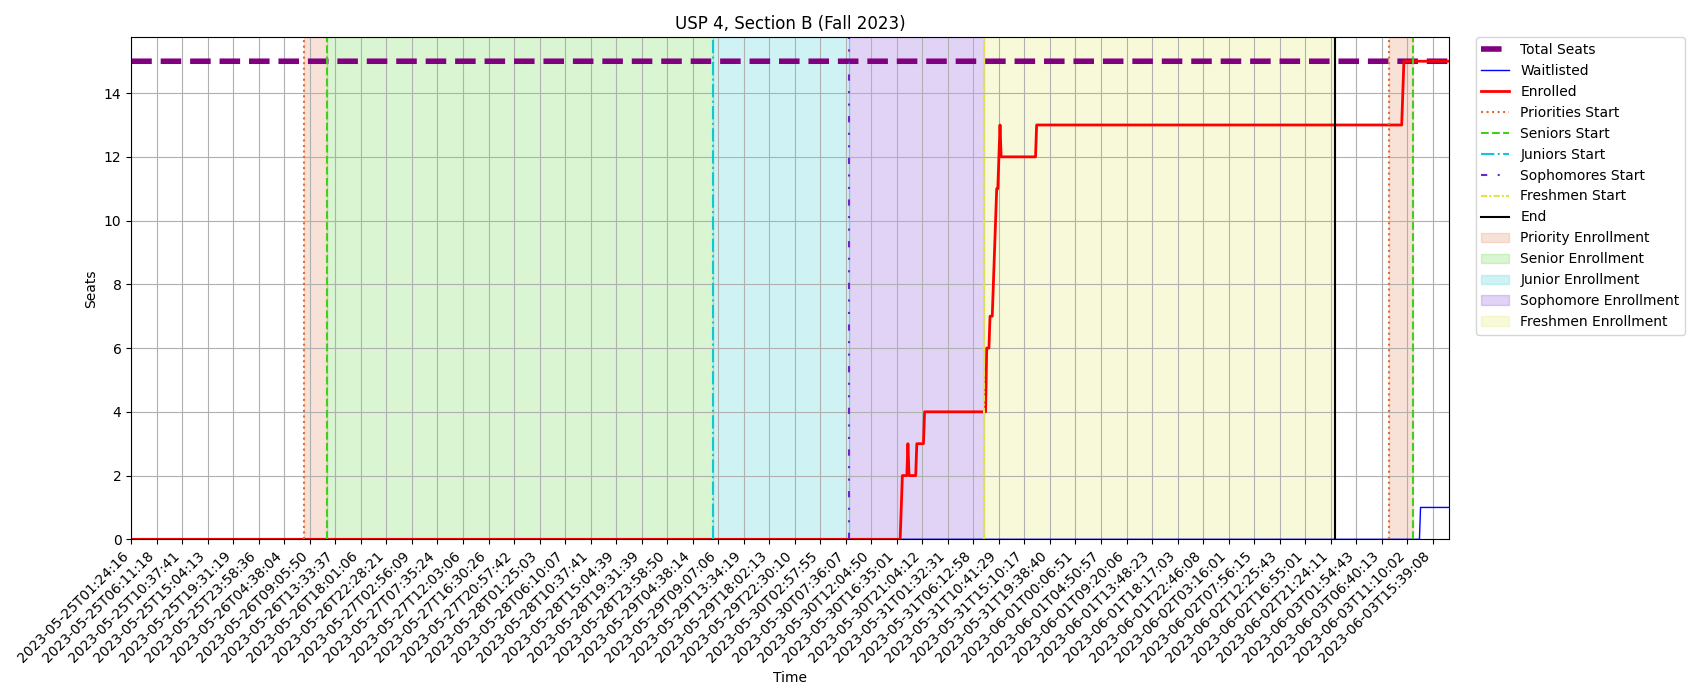 USP 4, Section B (Fall 2023)
Total Seats
Waitlisted
Enrolled
Priorities Start
Seniors Start
Juniors Start
Sophomores Start
Freshmen Start
End
Priority Enrollment
Senior Enrollment
Junior Enrollment
Sophomore Enrollment
Freshmen Enrollment
Seats
14
12
10
8
6
4
2
0
2023-05-25T01:24:16
2023-05-25T06:11:18
2023-05-25T10:37:41
2023-05-25T15:04:13
2023-05-25T19:31:19
2023-05-25T23:58:36
2023-05-26T04:38:04
2023-05-26T09:05:50
2023-05-26T13:33:37
2023-05-26T18:01:06
2023-05-26T22:28:21
2023-05-27T02:56:09
2023-05-27T07:35:24
2023-05-27T12:03:06
2023-05-27T16:30:26
2023-05-27T20:57:42
2023-05-28T01:25:03
2023-05-28T06:10:07
2023-05-28T10:37:41
2023-05-28T15:04:39
2023-05-28T19:31:39
2023-05-28T23:58:50
2023-05-29T04:38:14
2023-05-29T09:07:06
2023-05-29T13:34:19
2023-05-29T18:02:13
2023-05-29T22:30:10
2023-05-30T02:57:55
2023-05-30T07:36:07
2023-05-30T12:04:50
2023-05-30T16:35:01
2023-05-30T21:04:12
2023-05-31T01:32:31
2023-05-31T06:12:58
2023-05-31T10:41:29
2023-05-31T15:10:17
2023-05-31T19:38:40
2023-06-01T00:06:51
2023-06-01T04:50:57
2023-06-01T09:20:06
2023-06-01T13:48:23
2023-06-01T18:17:03
2023-06-01T22:46:08
2023-06-02T03:16:01
2023-06-02T07:56:15
2023-06-02T12:25:43
2023-06-02T16:55:01
2023-06-02T21:24:11
2023-06-03T01:54:43
2023-06-03T06:40:13
2023-06-03T11:10:02
2023-06-03T15:39:08
Time